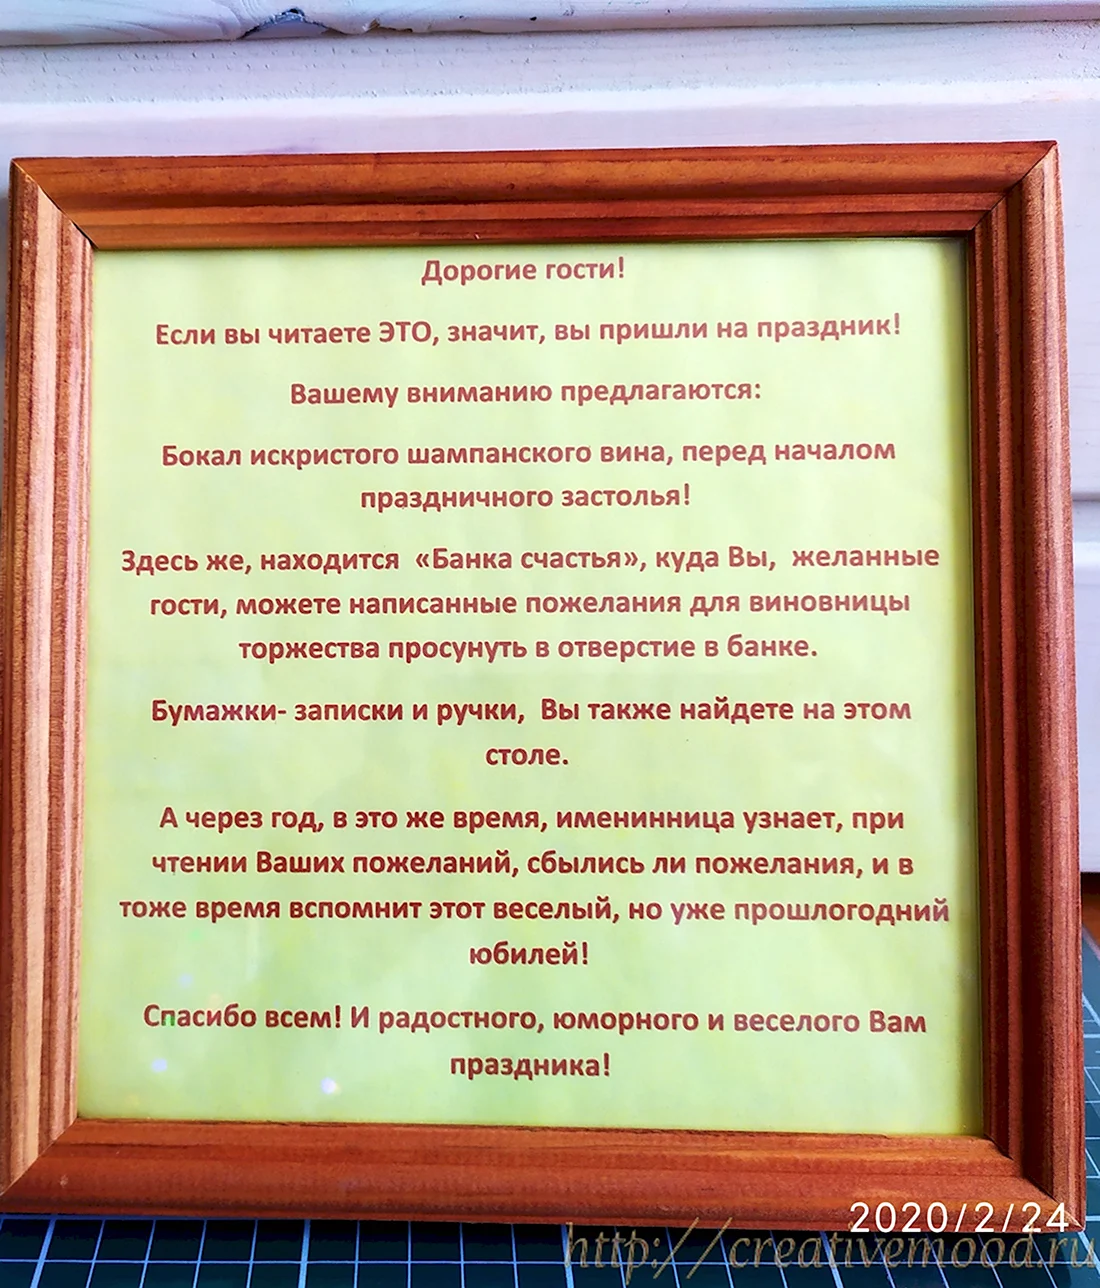 Дорогие гости!
Если вы читаете ЭТО, значит, вы пришли на праздник!
Вашему вниманию предлагаются:
Бокал искристого шампанского вина, перед началом
праздничного застолья!
Здесь же, находится «Банка счастья», куда Вы, желанные
гости, можете написанные пожелания для виновницы
торжества просунуть в отверстие в банке.
Бумажки- записки и ручки, Вы также найдете на этом
столе.
А через год, в это же время, именинница узнает, при
чтении Ваших пожеланий, сбылись ли пожелания, и в
тоже время вспомнит этот веселый, но уже прошлогодний
юбилей!
Спасибо всем! И радостного, юморного и веселого Вам
праздника!
2020/2/24
http://creativemood.ru